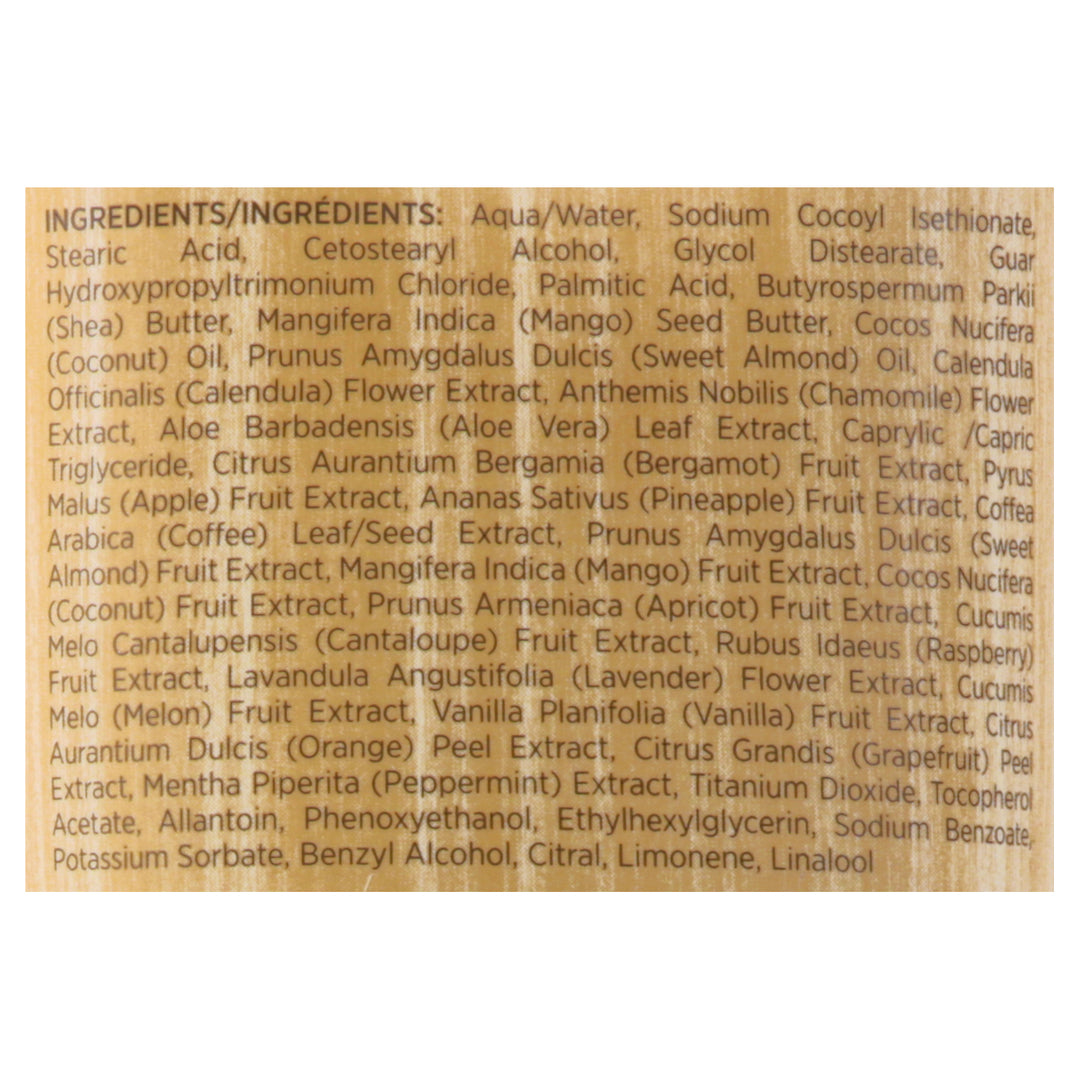 INGREDIENTS/INGRÉDIENTS: Aqua/Water, Sodium Cocoyl Isethionate,
Stearic Acid, Cetostearyl Alcohol, Glycol Distearate, Guar
Hydroxypropyltrimonium Chloride, Palmitic Acid, Butyrospermum Parkii
(Shea) Butter, Mangifera Indica (Mango) Seed Butter, Cocos Nucifera
(Coconut) Oil, Prunus Amygdalus Dulcis (Sweet Almond) Oil, Calendula
Officinalis (Calendula) Flower Extract, Anthemis Nobilis (Chamomile) Flower
Extract, Aloe Barbadensis (Aloe Vera) Leaf Extract, Caprylic /Capric
Triglyceride, Citrus Aurantium Bergamia (Bergamot) Fruit Extract, Pyrus
Malus (Apple) Fruit Extract, Ananas Sativus (Pineapple) Fruit Extract, Coffea
Arabica (Coffee) Leaf/Seed Extract, Prunus Amygdalus Dulcis (Sweet
Almond) Fruit Extract, Mangifera Indica (Mango) Fruit Extract, Cocos Nucifera
(Coconut) Fruit Extract, Prunus Armeniaca (Apricot) Fruit Extract, Cucumis
Melo Cantalupensis (Cantaloupe) Fruit Extract, Rubus Idaeus (Raspberry)
Fruit Extract, Lavandula Angustifolia (Lavender) Flower Extract, Cucumis
Melo (Melon) Fruit Extract, Vanilla Planifolia (Vanilla) Fruit Extract, Citrus
Aurantium Dulcis (Orange) Peel Extract, Citrus Grandis (Grapefruit) Peel
Extract, Mentha Piperita (Peppermint) Extract, Titanium Dioxide, Tocopherol
Acetate, Allantoin, Phenoxyethanol, Ethylhexylglycerin, Sodium Benzoate,
Potassium Sorbate, Benzyl Alcohol, Citral, Limonene, Linalool